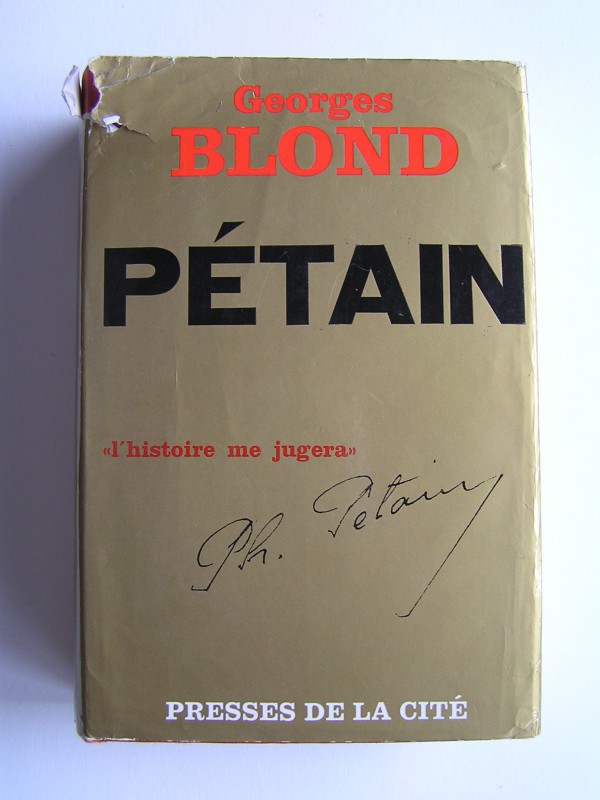 Georges
BLOND
PÉTAIN
«l'histoire me jugera»
Ph. Pétain
PRESSES DE LA CITÉ